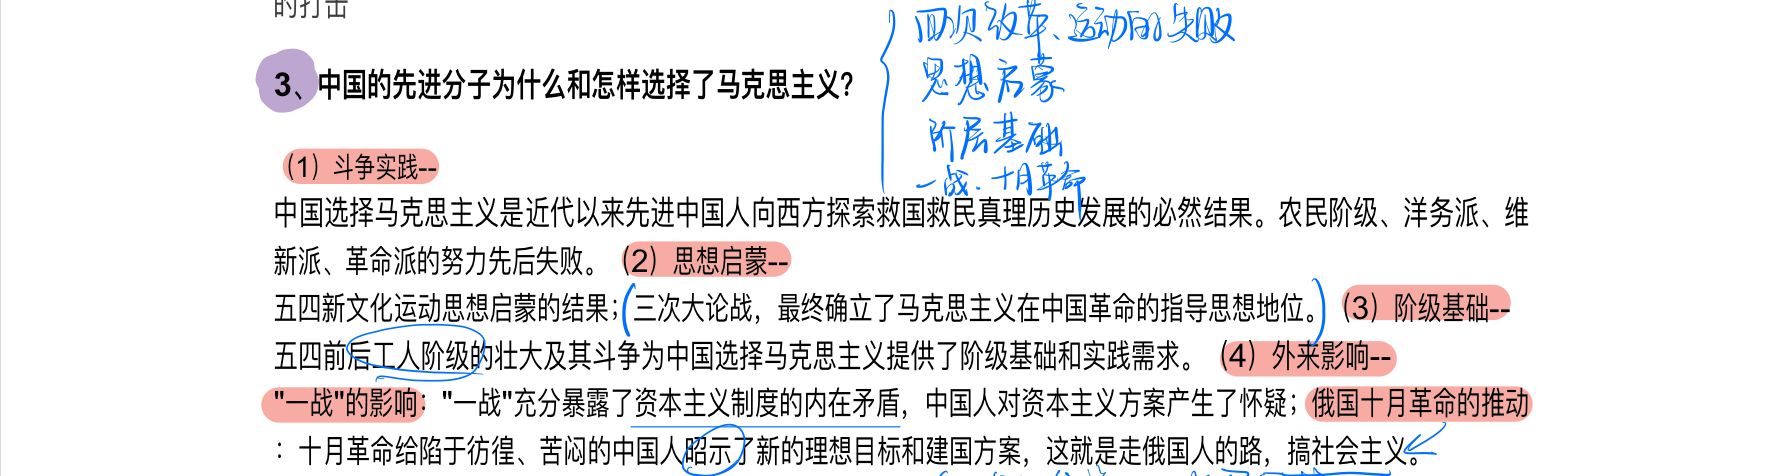 的打击
四次改革、运动的失败
思想启蒙
3、中国的先进分子为什么和怎样选择了马克思主义?
阶层基础
（1）斗争实践--
一战、十月革命
中国选择马克思主义是近代以来先进中国人向西方探索救国救民真理历史发展的必然结果。农民阶级、洋务派、维
新派、革命派的努力先后失败。（2）思想启蒙--
五四新文化运动思想启蒙的结果；(三次大论战，最终确立了马克思主义在中国革命的指导思想地位。)（3）阶级基础--
五四前后工人阶级的壮大及其斗争为中国选择马克思主义提供了阶级基础和实践需求。（4）外来影响--
"一战"的影响："一战"充分暴露了资本主义制度的内在矛盾，中国人对资本主义方案产生了怀疑；俄国十月革命的推动
：十月革命给陷于彷徨、苦闷的中国人昭示了新的理想目标和建国方案，这就是走俄国人的路，搞社会主义。